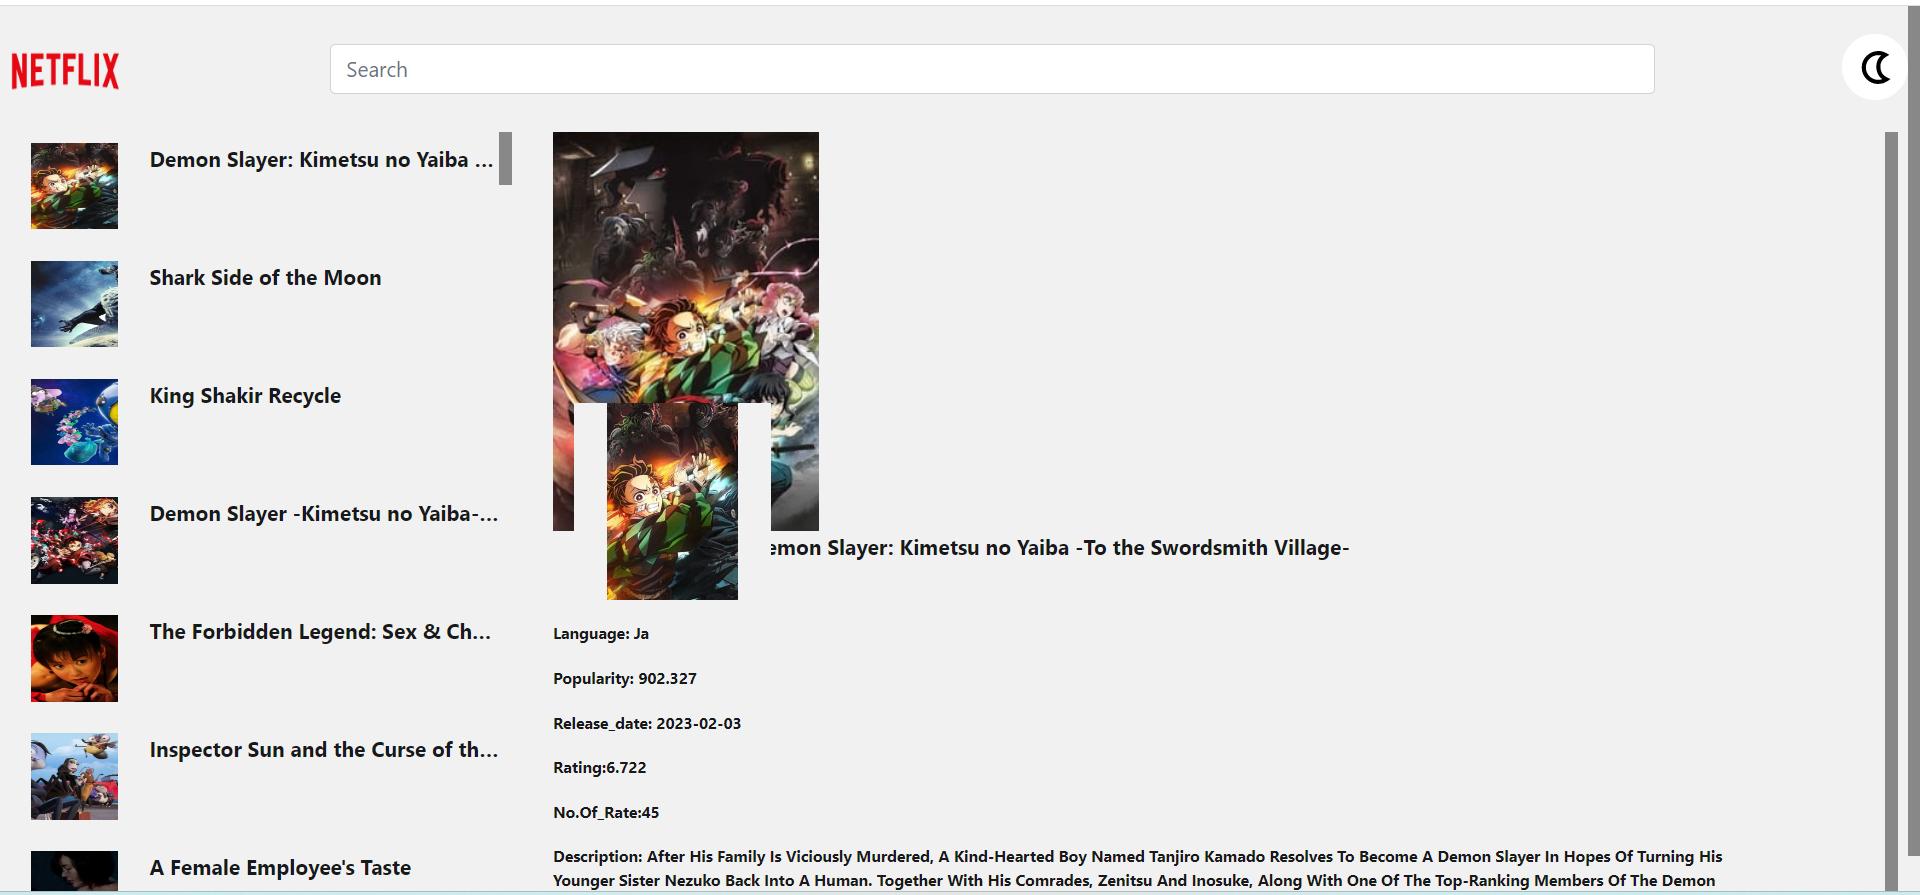 NETFLIX
Search
Demon Slayer: Kimetsu no Yaiba ...
Shark Side of the Moon
King Shakir Recycle
Demon Slayer -Kimetsu no Yaiba-...
The Forbidden Legend: Sex & Ch...
Inspector Sun and the Curse of th...
A Female Employee's Taste
emon Slayer: Kimetsu no Yaiba -To the Swordsmith Village-
Language: Ja
Popularity: 902.327
Release_date: 2023-02-03
Rating:6.722
No.Of_Rate:45
Description: After His Family Is Viciously Murdered, A Kind-Hearted Boy Named Tanjiro Kamado Resolves To Become A Demon Slayer In Hopes Of Turning His
Younger Sister Nezuko Back Into A Human. Together With His Comrades, Zenitsu And Inosuke, Along With One Of The Top-Ranking Members Of The Demon